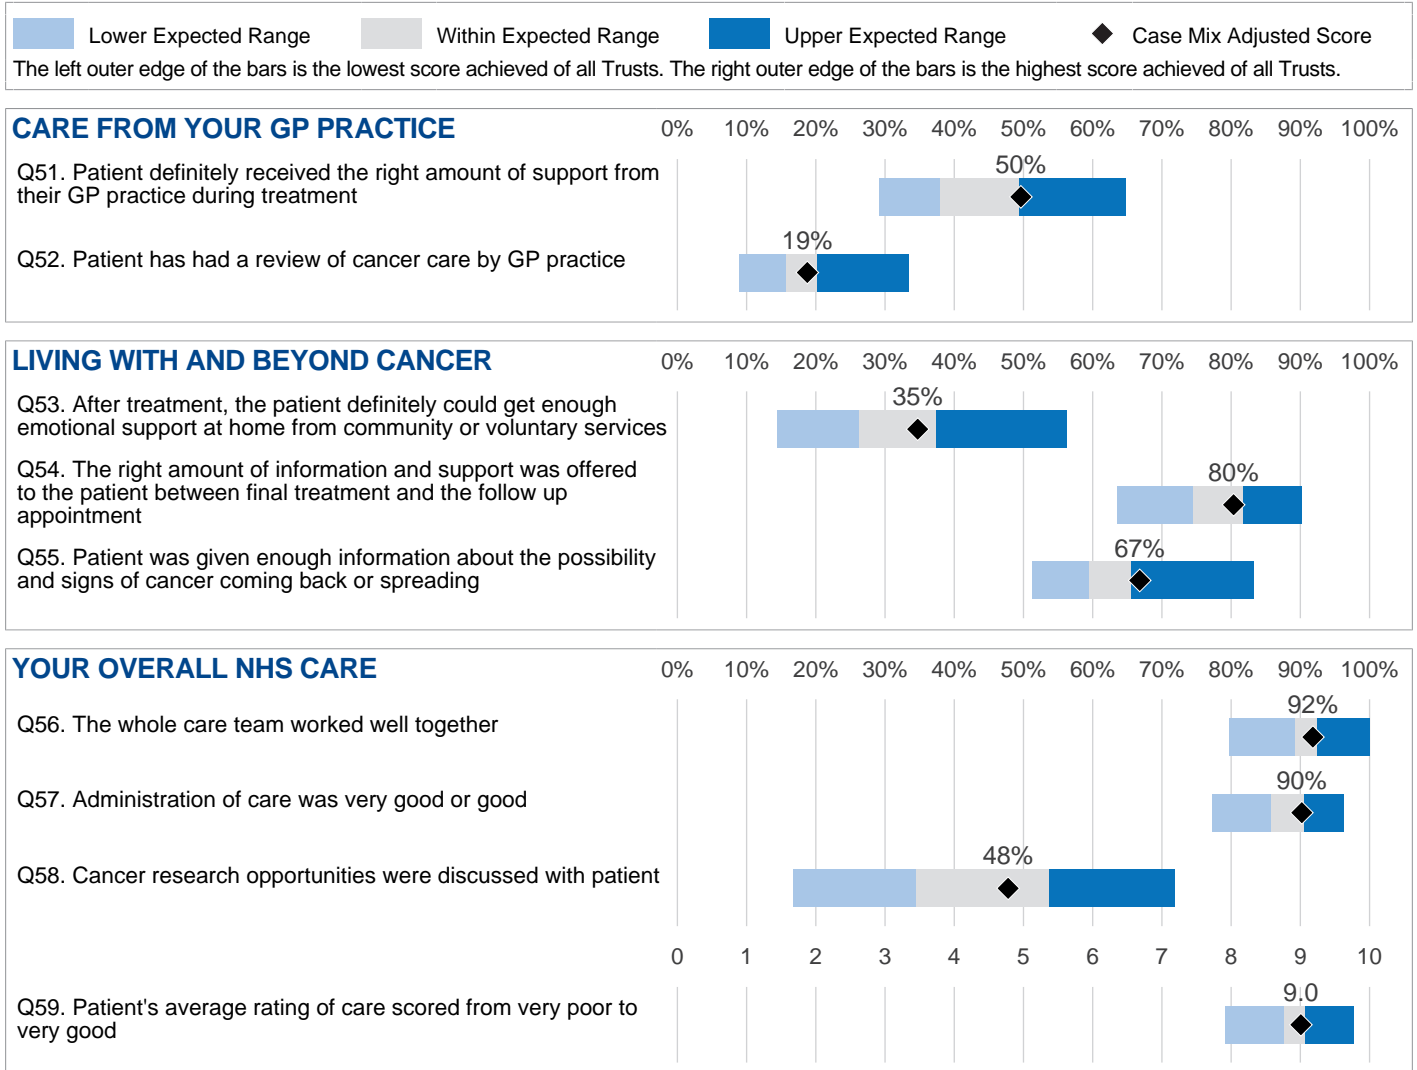 Lower Expected Range Within Expected Range Upper Expected Range Case Mix Adjusted Score
The left outer edge of the bars is the lowest score achieved of all Trusts. The right outer edge of the bars is the highest score achieved of all Trusts.
CARE FROM YOUR GP PRACTICE 0% 10% 20% 30% 40% 50% 60% 70% 80% 90% 100%
50%
Q51. Patient definitely received the right amount of support from
their GP practice during treatment
19%
Q52. Patient has had a review of cancer care by GP practice
LIVING WITH AND BEYOND CANCER 0% 10% 20% 30% 40% 50% 60% 70% 80% 90% 100%
35%
Q53. After treatment, the patient definitely could get enough
emotional support at home from community or voluntary services
Q54. The right amount of information and support was offered
80%
to the patient between final treatment and the follow up
appointment
67%
Q55. Patient was given enough information about the possibility
and signs of cancer coming back or spreading
YOUR OVERALL NHS CARE 0% 10% 20% 30% 40% 50% 60% 70% 80% 90% 100%
92%
Q56. The whole care team worked well together
90%
Q57. Administration of care was very good or good
48%
Q58. Cancer research opportunities were discussed with patient
0 1 2 3 4 5 6 7 8 9 10
9.0
Q59. Patient's average rating of care scored from very poor to
very good